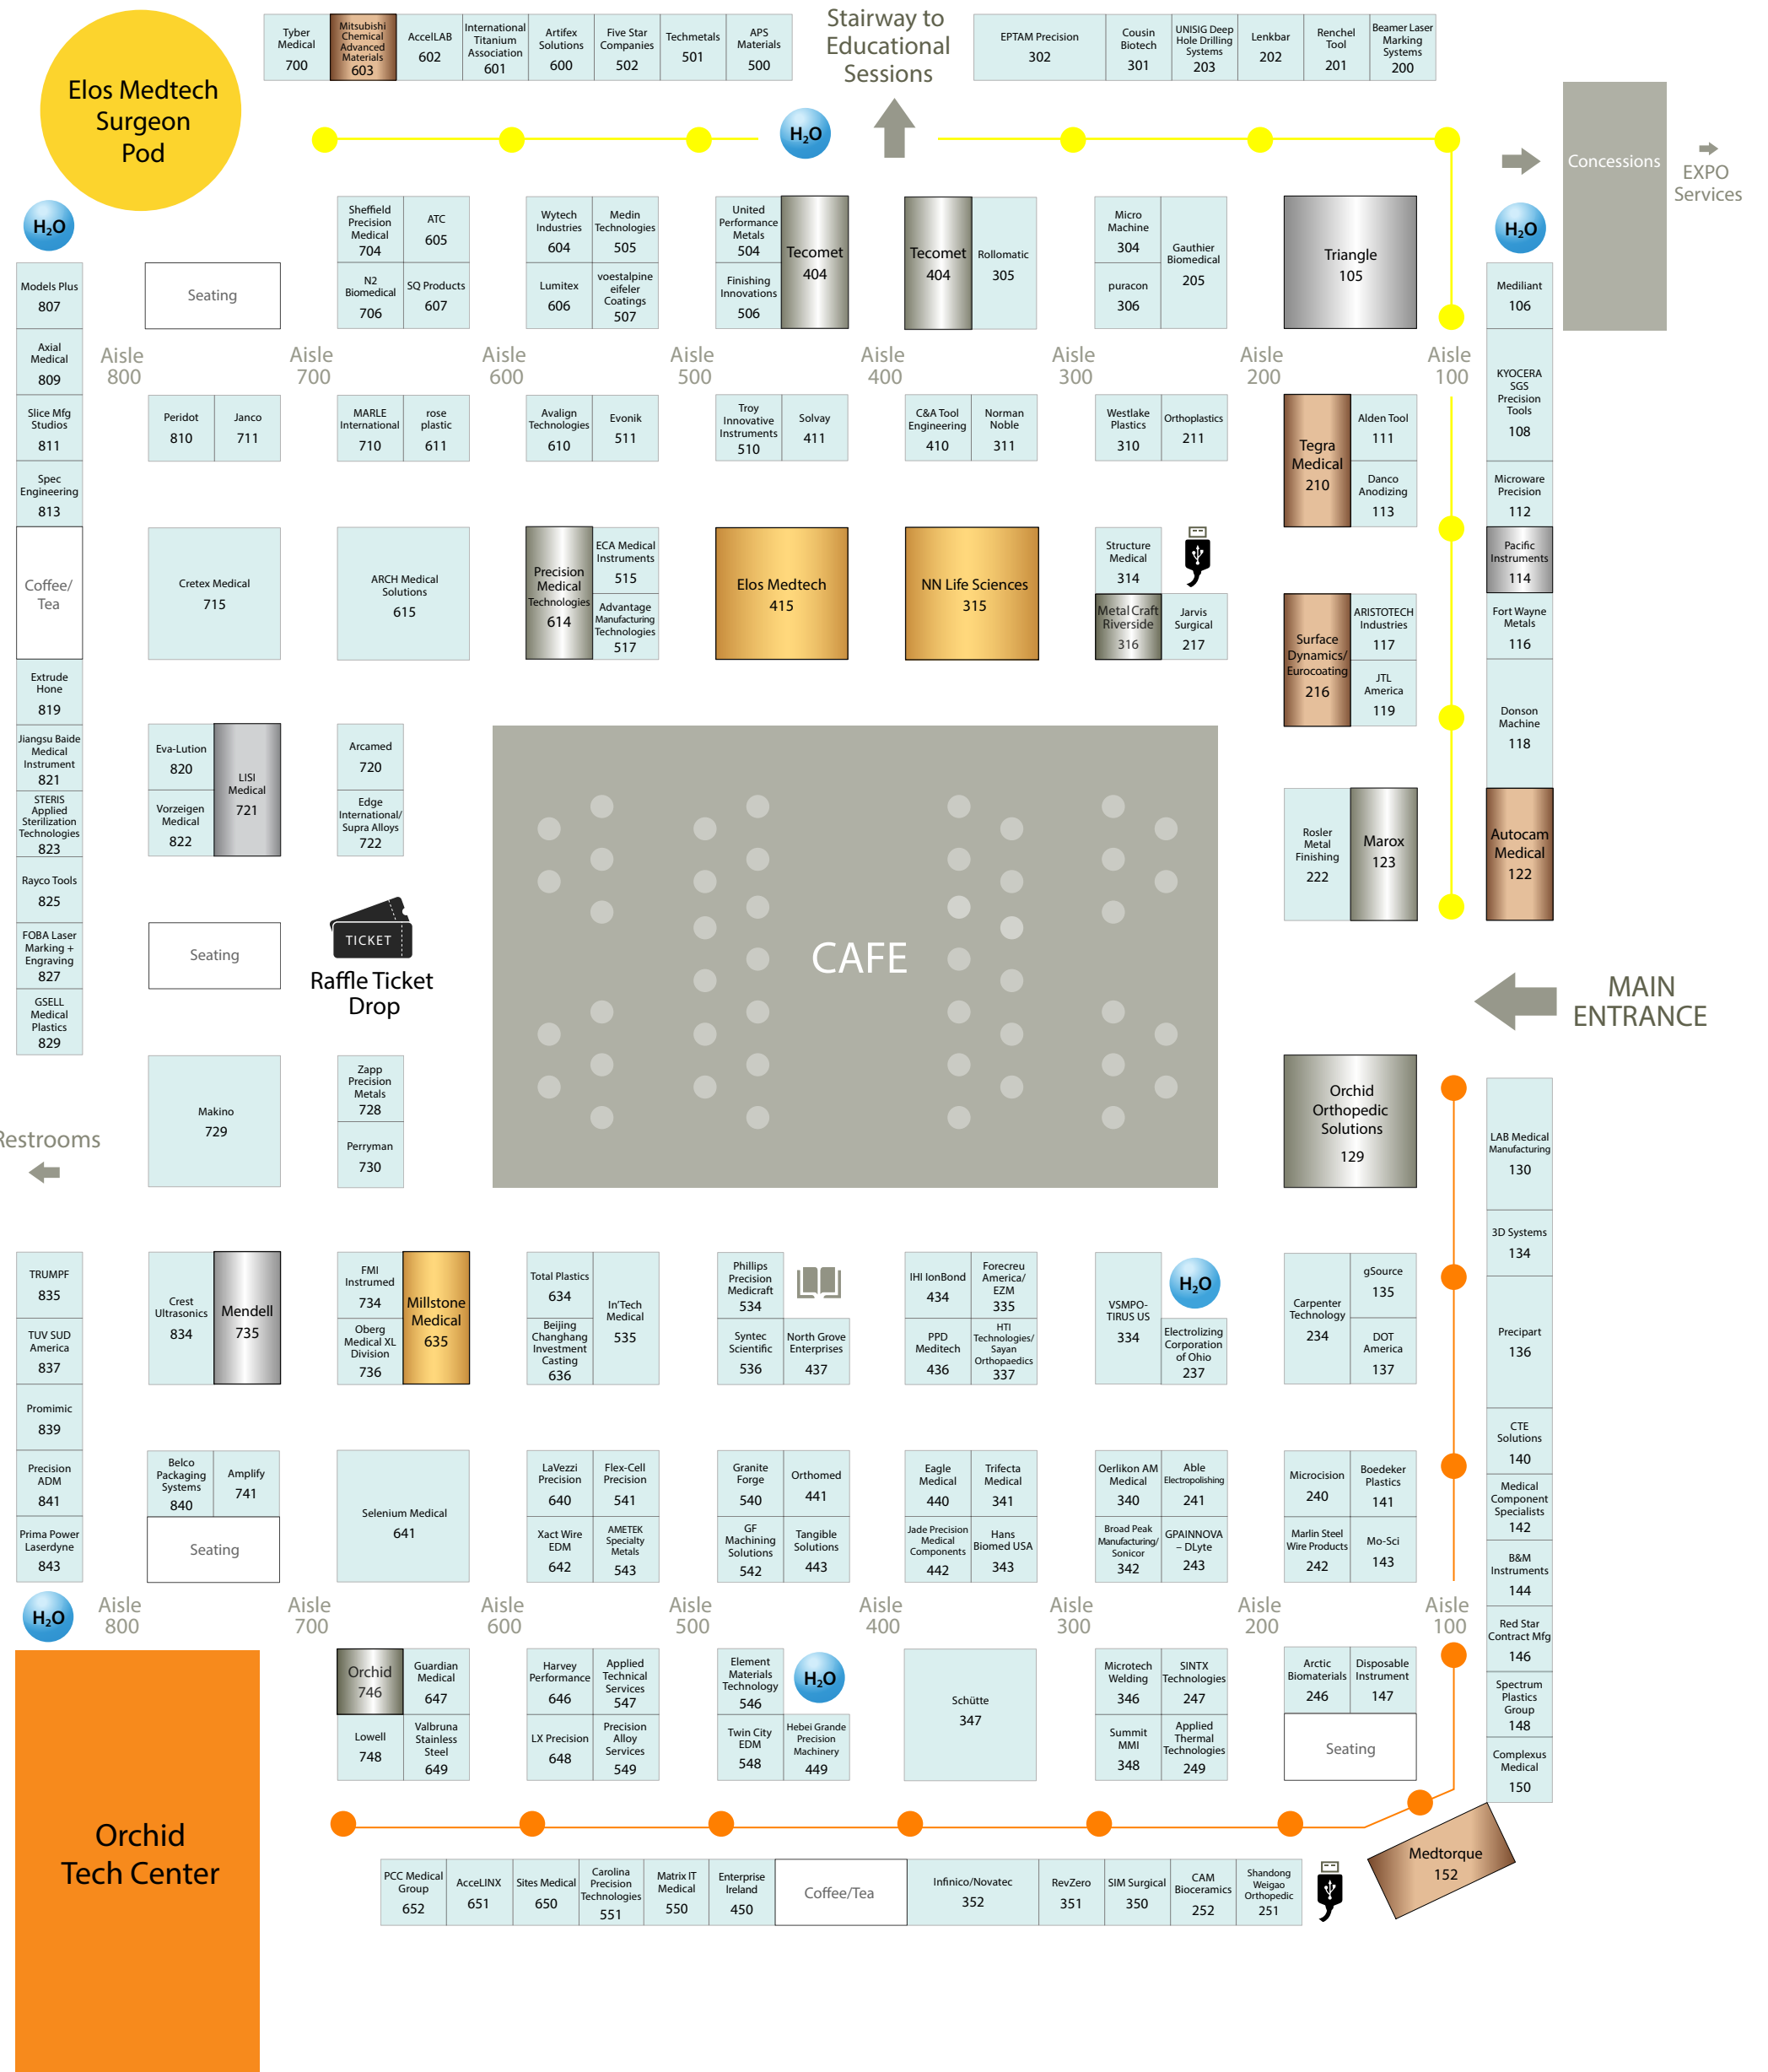 Elos Medtech
Surgeon
Pod
Tyber
Medical
700
Mitsubishi
Chemical
Advanced
Materials
603
AccelLAB
602
International
Titanium
Association
601
Artifex
Solutions
600
Five Star
Companies
502
Techmetals
501
APS
Materials
500
Stairway to
Educational
Sessions
EPTAM Precision
302
Cousin
Biotech
301
UNISIG Deep
Hole Drilling
Systems
203
Lenkbar
202
Renchel
Tool
201
Beamer Laser
Marking
Systems
200
H₂O
Concessions
EXPO
Services
H₂O
H₂O
Sheffield
Precision
Medical
704
ATC
605
N2
Biomedical
706
SQ Products
607
Wytech
Industries
604
Medin
Technologies
505
Lumitex
606
voestalpine
eifeler
Coatings
507
United
Performance
Metals
504
Finishing
Innovations
506
Tecomet
404
Tecomet
404
Rollomatic
305
Micro
Machine
304
puracon
306
Gauthier
Biomedical
205
Triangle
105
Models Plus
807
Seating
Mediliant
106
Axial
Medical
809
Aisle
800
Aisle
700
Aisle
600
Aisle
500
Aisle
400
Aisle
300
Aisle
200
Aisle
100
KYOCERA
SGS
Precision
Tools
108
Slice Mfg
Studios
811
Peridot
810
Janco
711
MARLE
International
710
rose
plastic
611
Avalign
Technologies
610
Evonik
511
Troy
Innovative
Instruments
510
Solvay
411
C&A Tool
Engineering
410
Norman
Noble
311
Westlake
Plastics
310
Orthoplastics
211
Tegra
Medical
210
Alden Tool
111
Danco
Anodizing
113
Spec
Engineering
813
Microware
Precision
112
Coffee/
Tea
Cretex Medical
715
ARCH Medical
Solutions
615
Precision
Medical
Technologies
614
ECA Medical
Instruments
515
Advantage
Manufacturing
Technologies
517
Elos Medtech
415
NN Life Sciences
315
Structure
Medical
314
Metal Craft
Riverside
316
Jarvis
Surgical
217
Surface
Dynamics/
Eurocoating
216
ARISTOTECH
Industries
117
JTL
America
119
Pacific
Instruments
114
Fort Wayne
Metals
116
Donson
Machine
118
Extrude
Hone
819
Jiangsu Baide
Medical
Instrument
821
STERIS
Applied
Sterilization
Technologies
823
Eva-Lution
820
Vorzeigen
Medical
822
LISI
Medical
721
Arcamed
720
Edge
International/
Supra Alloys
722
Rosler
Metal
Finishing
222
Marox
123
Autocam
Medical
122
Rayco Tools
825
FOBA Laser
Marking +
Engraving
827
GSELL
Medical
Plastics
829
Seating
TICKET
Raffle Ticket
Drop
CAFE
MAIN
ENTRANCE
Restrooms
Makino
729
Zapp
Precision
Metals
728
Perryman
730
Orchid
Orthopedic
Solutions
129
LAB Medical
Manufacturing
130
3D Systems
134
Precipart
136
TRUMPF
835
TUV SUD
America
837
Promimic
839
Precision
ADM
841
Prima Power
Laserdyne
843
Crest
Ultrasonics
834
Mendell
735
FMI
Instrumed
734
Oberg
Medical XL
Division
736
Millstone
Medical
635
Total Plastics
634
Beijing
Changhang
Investment
Casting
636
In'Tech
Medical
535
Phillips
Precision
Medicraft
534
Syntec
Scientific
536
North Grove
Enterprises
437
IHI IonBond
434
Forecreu
America/
EZM
335
PPD
Meditech
436
HTI
Technologies/
Sayan
Orthopaedics
337
VSMPO-
TIRUS US
334
H₂O
Electrolizing
Corporation
of Ohio
237
Carpenter
Technology
234
gSource
135
DOT
America
137
CTE
Solutions
140
Medical
Component
Specialists
142
B&M
Instruments
144
Belco
Packaging
Systems
840
Amplify
741
Seating
Selenium Medical
641
LaVezzi
Precision
640
Flex-Cell
Precision
541
Xact Wire
EDM
642
AMETEK
Specialty
Metals
543
Granite
Forge
540
Orthomed
441
GF
Machining
Solutions
542
Tangible
Solutions
443
Eagle
Medical
440
Trifecta
Medical
341
Jade Precision
Medical
Components
442
Hans
Biomed USA
343
Oerlikon AM
Medical
340
Able
Electropolishing
241
Broad Peak
Manufacturing/
Sonicor
342
GPAINNOVA
– DLyte
243
Microcision
240
Boedeker
Plastics
141
Marlin Steel
Wire Products
242
Mo-Sci
143
H₂O
Aisle
800
Aisle
700
Aisle
600
Aisle
500
Aisle
400
Aisle
300
Aisle
200
Aisle
100
Red Star
Contract Mfg
146
Spectrum
Plastics
Group
148
Complexus
Medical
150
Orchid
Tech Center
Orchid
746
Guardian
Medical
647
Lowell
748
Valbruna
Stainless
Steel
649
Harvey
Performance
646
Applied
Technical
Services
547
LX Precision
648
Precision
Alloy
Services
549
Element
Materials
Technology
546
H₂O
Twin City
EDM
548
Hebei Grande
Precision
Machinery
449
Schütte
347
Microtech
Welding
346
SINTX
Technologies
247
Summit
MMI
348
Applied
Thermal
Technologies
249
Arctic
Biomaterials
246
Disposable
Instrument
147
Seating
Medtorque
152
PCC Medical
Group
652
AcceLINX
651
Sites Medical
650
Carolina
Precision
Technologies
551
Matrix IT
Medical
550
Enterprise
Ireland
450
Coffee/Tea
Infinico/Novatec
352
RevZero
351
SIM Surgical
350
CAM
Bioceramics
252
Shandong
Weigao
Orthopedic
251